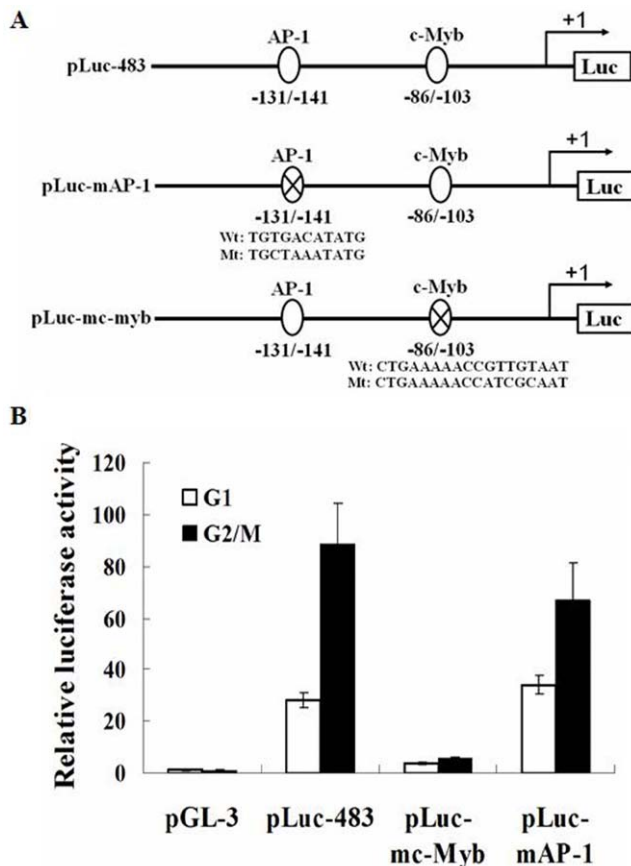 A
AP-1 c-Myb +1
pLuc-483 Luc
-131/-141 -86/-103
AP-1 c-Myb +1
pLuc-mAP-1 Luc
-131/-141 -86/-103
Wt: TGTGACATATG
Mt: TGCTAAATATG
AP-1 c-Myb +1
pLuc-mc-myb Luc
-131/-141 -86/-103
Wt: CTGAAAAACCGTTGTAAT
Mt: CTGAAAAACCATCGCAAT
B
Relative luciferase activity
120
100
80
60
40
20
0
G1
G2/M
pGL-3 pLuc-483 pLuc- pLuc-
mc-Myb mAP-1